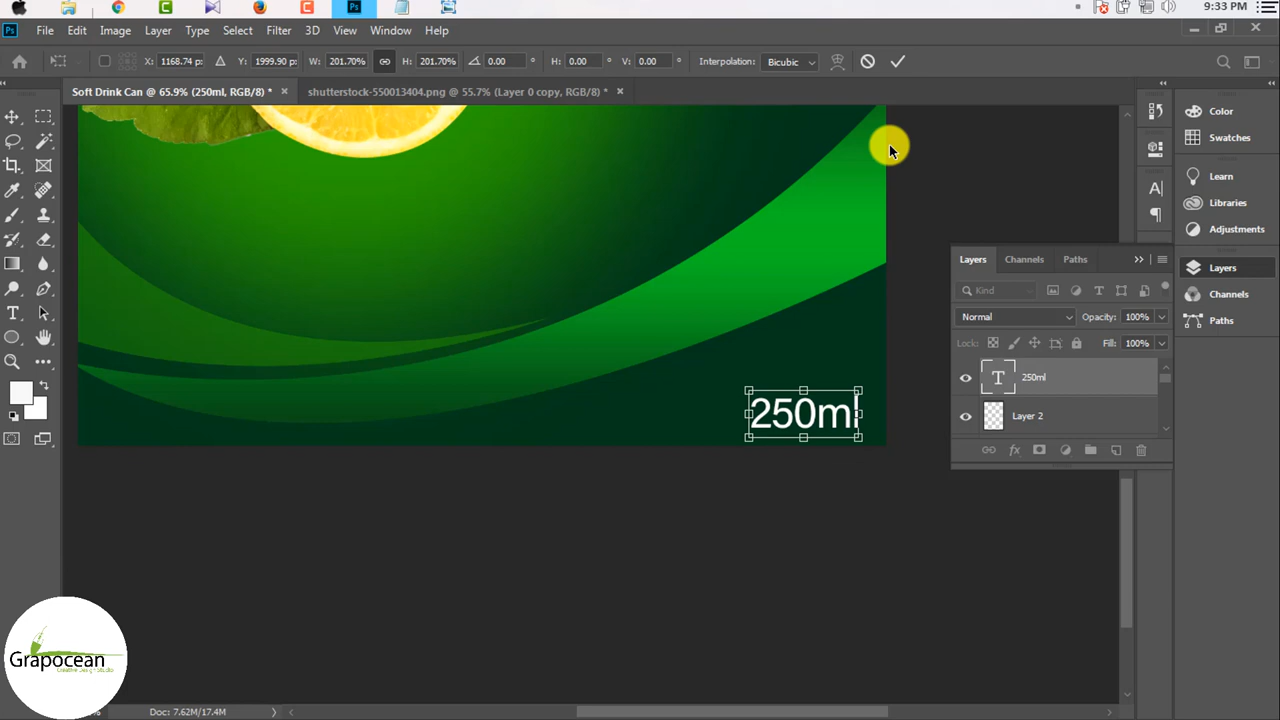 9:33 PM
Ps File Edit Image Layer Type Select Filter 3D View Window Help
X: 1168.74 p: Y: 1999.90 p: W: 201.70% H: 201.70% 0.00 ° H: 0.00 ° V: 0.00 ° Interpolation: Bicubic
Soft Drink Can @ 65.9% (250ml, RGB/8) * × shutterstock-550013404.png @ 55.7% (Layer 0 copy, RGB/8) * ×
Color
Swatches
Learn
Libraries
Adjustments
Layers
Channels
Paths
Layers Channels Paths
Kind
Normal Opacity: 100%
Lock: Fill: 100%
T 250ml
Layer 2
250ml
Grapocean
Creative Design Studio
Doc: 7.62M/17.4M